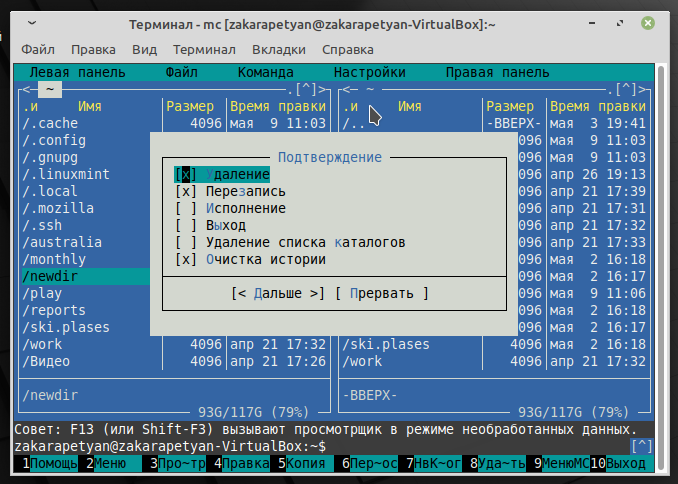 Терминал - mc [zakarapetyan@zakarapetyan-VirtualBox]:~
Файл Правка Вид Терминал Вкладки Справка
Левая панель Файл Команда Настройки Правая панель
<─ ~ .[^]> <─ ~ .[^]>
.и Имя Размер Время правки .и Имя Размер Время правки
/.cache 4096 мая 9 11:03 /.. -ВВЕРХ- мая 3 19:41
/.config 096 мая 9 11:03
/.gnupg 096 мая 9 11:03
/.linuxmint 096 апр 26 19:13
/.local 096 апр 21 17:39
/.mozilla 096 апр 21 17:31
/.ssh 096 апр 21 17:32
/australia 096 апр 21 17:33
/monthly 096 мая 2 16:18
/newdir 096 мая 2 16:17
/play 096 мая 9 11:06
/reports 096 мая 2 16:18
/ski.plases 096 мая 2 16:17
Подтверждение
[x] Удаление
[x] Перезапись
[ ] Исполнение
[ ] Выход
[ ] Удаление списка каталогов
[x] Очистка истории
[< Дальше >] [ Прервать ]
/work 4096 апр 21 17:32 /ski.plases 4096 мая 2 16:18
/Видео 4096 апр 21 17:26 /work 4096 апр 21 17:32
/newdir -ВВЕРХ-
93G/117G (79%) 93G/117G (79%)
Совет: F13 (или Shift-F3) вызывают просмотрщик в режиме необработанных данных.
zakarapetyan@zakarapetyan-VirtualBox:~$ [^]
1Помощь 2Меню 3Про~тр 4Правка 5Копия 6Пер~ос 7НвК~ог 8Уда~ть 9МенюMC 10Выход